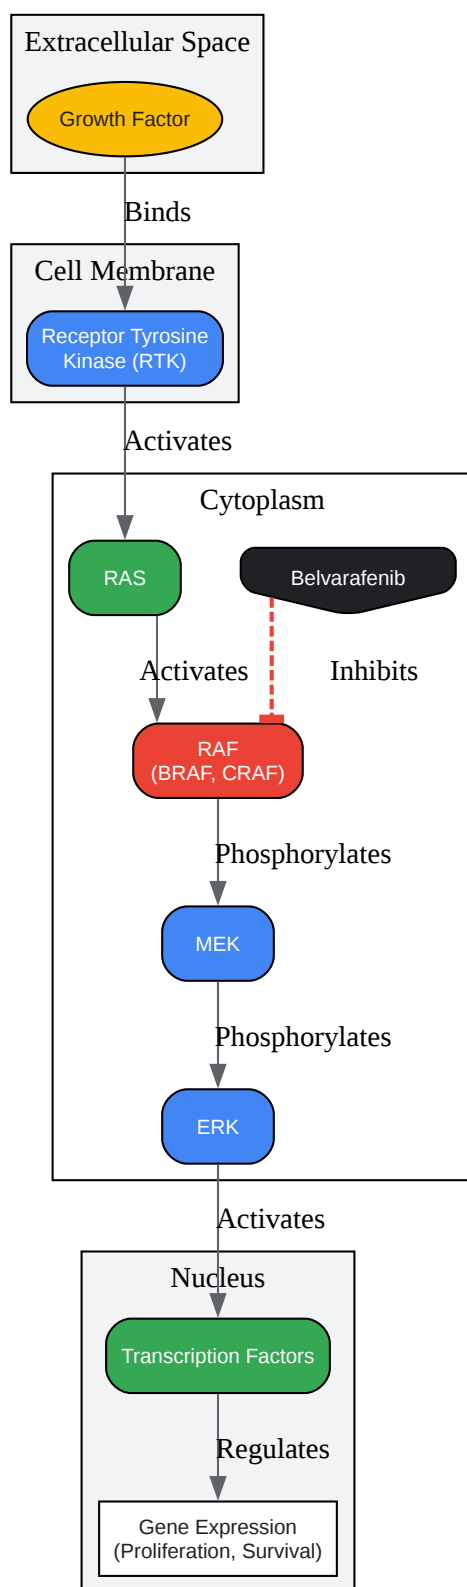 Extracellular Space
Growth Factor
Binds
Cell Membrane
Receptor Tyrosine
Kinase (RTK)
Activates
Cytoplasm
RAS
Belvarafenib
Activates
Inhibits
RAF
(BRAF, CRAF)
Phosphorylates
MEK
Phosphorylates
ERK
Activates
Nucleus
Transcription Factors
Regulates
Gene Expression
(Proliferation, Survival)